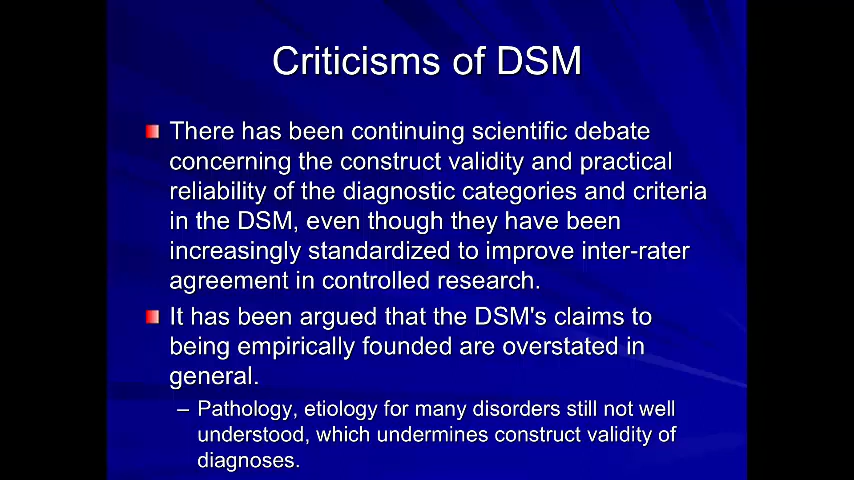 Criticisms of DSM
There has been continuing scientific debate
concerning the construct validity and practical
reliability of the diagnostic categories and criteria
in the DSM, even though they have been
increasingly standardized to improve inter-rater
agreement in controlled research.
It has been argued that the DSM's claims to
being empirically founded are overstated in
general.
– Pathology, etiology for many disorders still not well
understood, which undermines construct validity of
diagnoses.